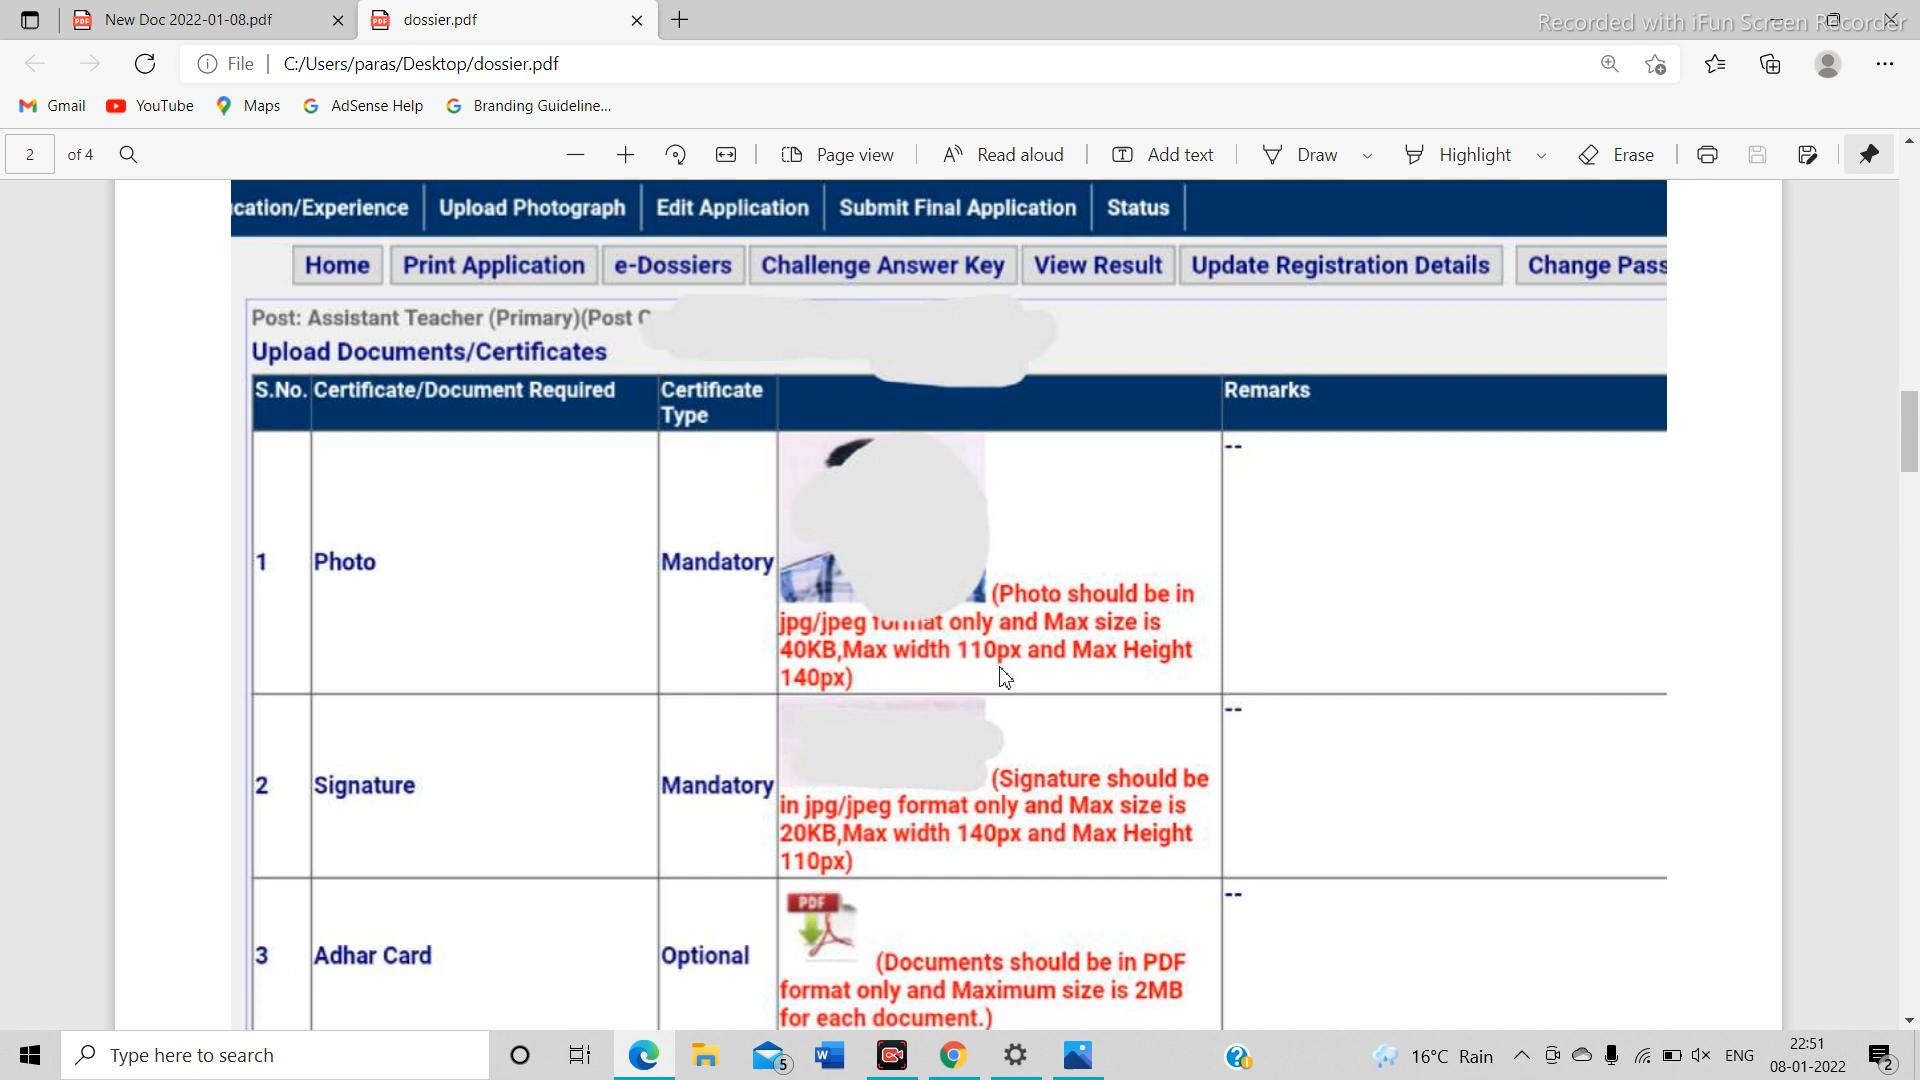 New Doc 2022-01-08.pdf
dossier.pdf
Recorded with iFun Screen Recorder
File
C:/Users/paras/Desktop/dossier.pdf
Gmail
YouTube
Maps
AdSense Help
Branding Guideline...
2 of 4
Page view
Read aloud
Add text
Draw
Highlight
Erase
ication/Experience
Upload Photograph
Edit Application
Submit Final Application
Status
Home
Print Application
e-Dossiers
Challenge Answer Key
View Result
Update Registration Details
Change Pass
Post: Assistant Teacher (Primary)(Post
Upload Documents/Certificates
S.No. Certificate/Document Required
Certificate
Type
Remarks
1
Photo
Mandatory
(Photo should be in
jpg/jpeg format only and Max size is
40KB,Max width 110px and Max Height
140px)
--
2
Signature
Mandatory
(Signature should be
in jpg/jpeg format only and Max size is
20KB,Max width 140px and Max Height
110px)
--
3
Adhar Card
Optional
PDF
(Documents should be in PDF
format only and Maximum size is 2MB
for each document.)
--
Type here to search
5
16°C Rain
ENG
22:51
08-01-2022
2